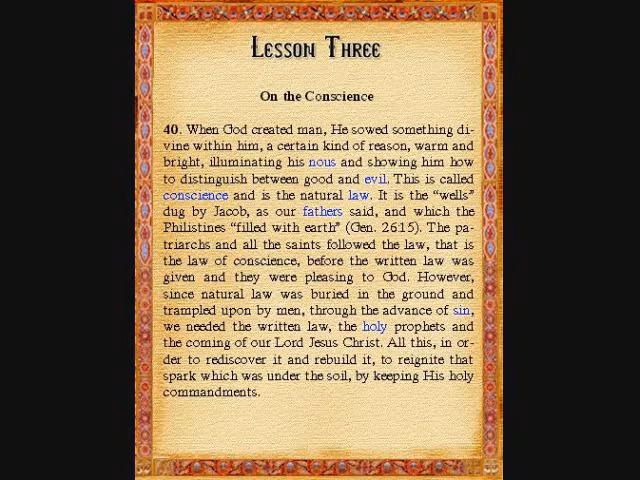 Lesson Three
On the Conscience
40. When God created man, He sowed something di-
vine within him, a certain kind of reason, warm and
bright, illuminating his nous and showing him how
to distinguish between good and evil. This is called
conscience and is the natural law. It is the “wells”
dug by Jacob, as our fathers said, and which the
Philistines “filled with earth” (Gen. 26:15). The pa-
triarchs and all the saints followed the law, that is
the law of conscience, before the written law was
given and they were pleasing to God. However,
since natural law was buried in the ground and
trampled upon by men, through the advance of sin,
we needed the written law, the holy prophets and
the coming of our Lord Jesus Christ. All this, in or-
der to rediscover it and rebuild it, to reignite that
spark which was under the soil, by keeping His holy
commandments.